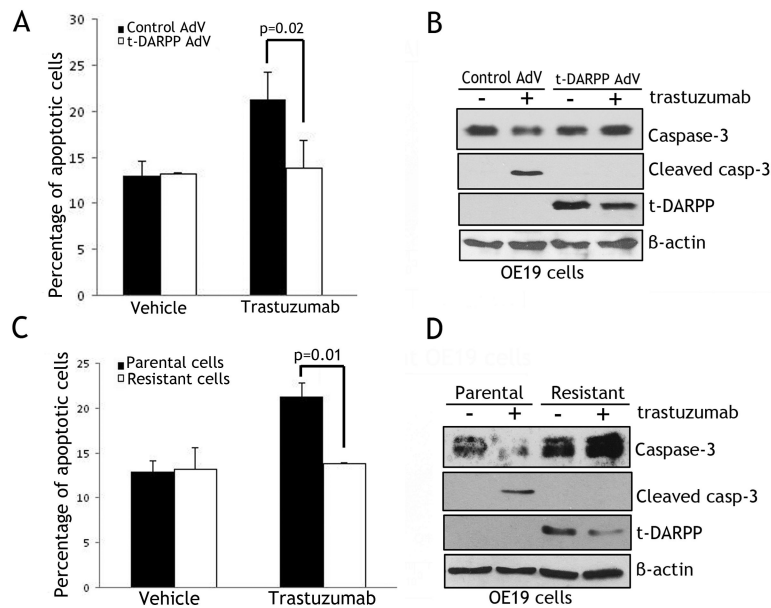 A
Percentage of apoptotic cells
30
25
20
15
10
5
0
Control AdV
t-DARPP AdV
p=0.02
Vehicle
Trastuzumab
B
Control AdV t-DARPP AdV
- + - + trastuzumab
Caspase-3
Cleaved casp-3
t-DARPP
ß-actin
OE19 cells
C
Percentage of apoptotic cells
25
20
15
10
5
0
Parental cells
Resistant cells
p=0.01
Vehicle
Trastuzumab
D
Parental Resistant
- + - + trastuzumab
Caspase-3
Cleaved casp-3
t-DARPP
ß-actin
OE19 cells